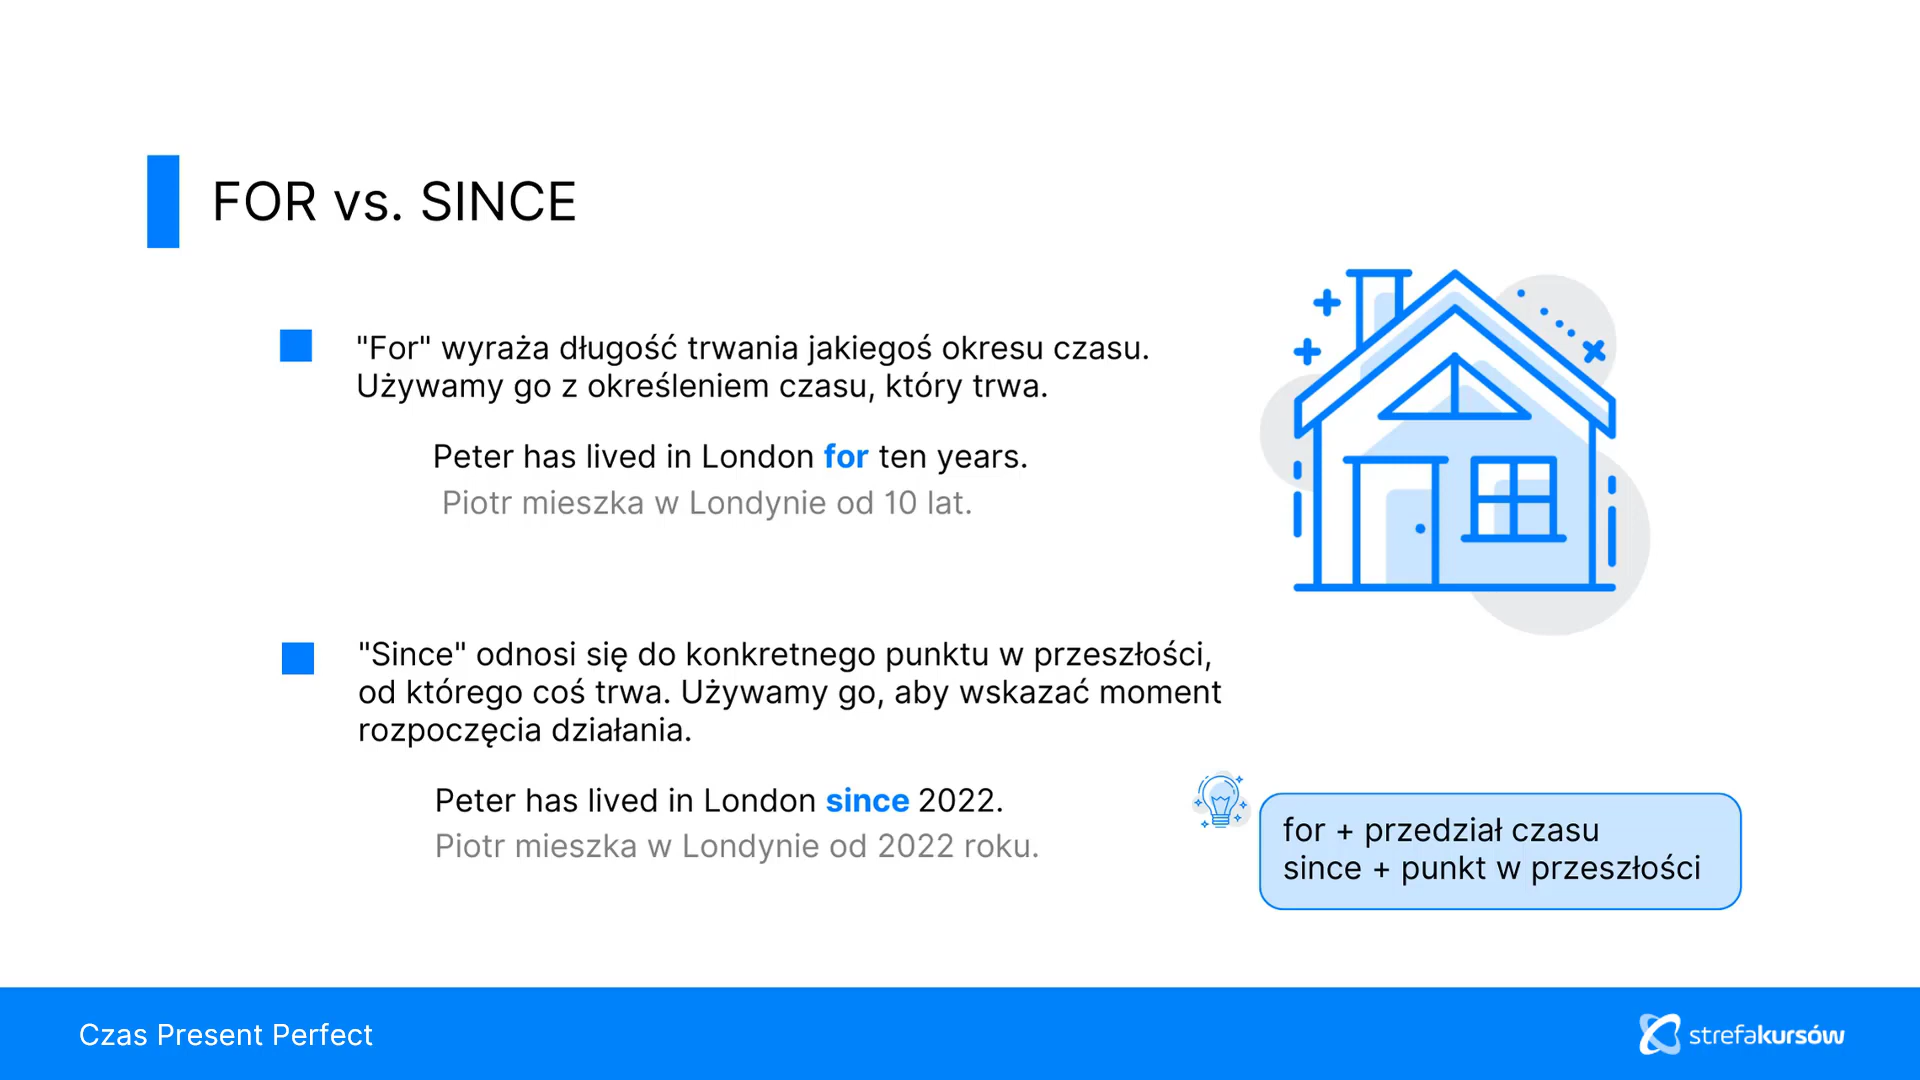 FOR vs. SINCE
"For" wyraża długość trwania jakiegoś okresu czasu.
Używamy go z określeniem czasu, który trwa.
Peter has lived in London for ten years.
Piotr mieszka w Londynie od 10 lat.
"Since" odnosi się do konkretnego punktu w przeszłości,
od którego coś trwa. Używamy go, aby wskazać moment
rozpoczęcia działania.
Peter has lived in London since 2022.
Piotr mieszka w Londynie od 2022 roku.
for + przedział czasu
since + punkt w przeszłości
Czas Present Perfect
strefakursów